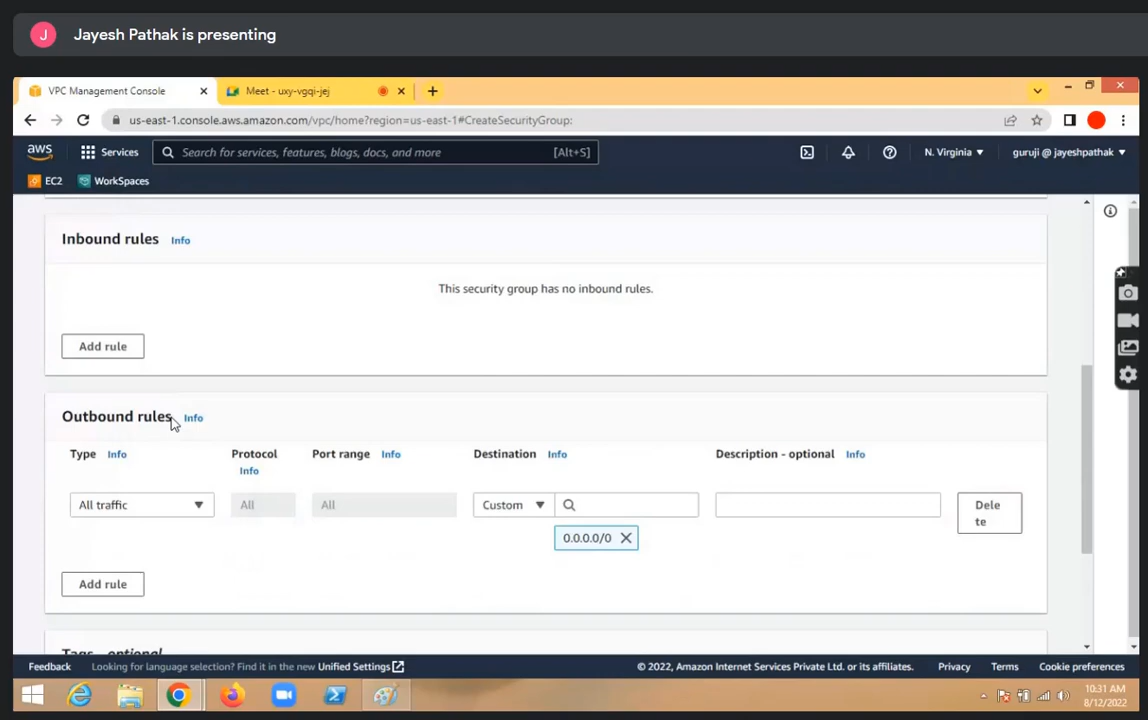 J
Jayesh Pathak is presenting
VPC Management Console
Meet - uxy-vgqi-jej
us-east-1.console.aws.amazon.com/vpc/home?region=us-east-1#CreateSecurityGroup:
aws
Services
Search for services, features, blogs, docs, and more
[Alt+S]
N. Virginia
guruji @ jayeshpathak
EC2
WorkSpaces
Inbound rules Info
This security group has no inbound rules.
Add rule
Outbound rules Info
Type Info
Protocol
Info
Port range Info
Destination Info
Description - optional Info
All traffic
All
All
Custom
Dele
te
0.0.0.0/0
Add rule
Tags - optional
Feedback
Looking for language selection? Find it in the new Unified Settings
© 2022, Amazon Internet Services Private Ltd. or its affiliates.
Privacy
Terms
Cookie preferences
10:31 AM
8/12/2022